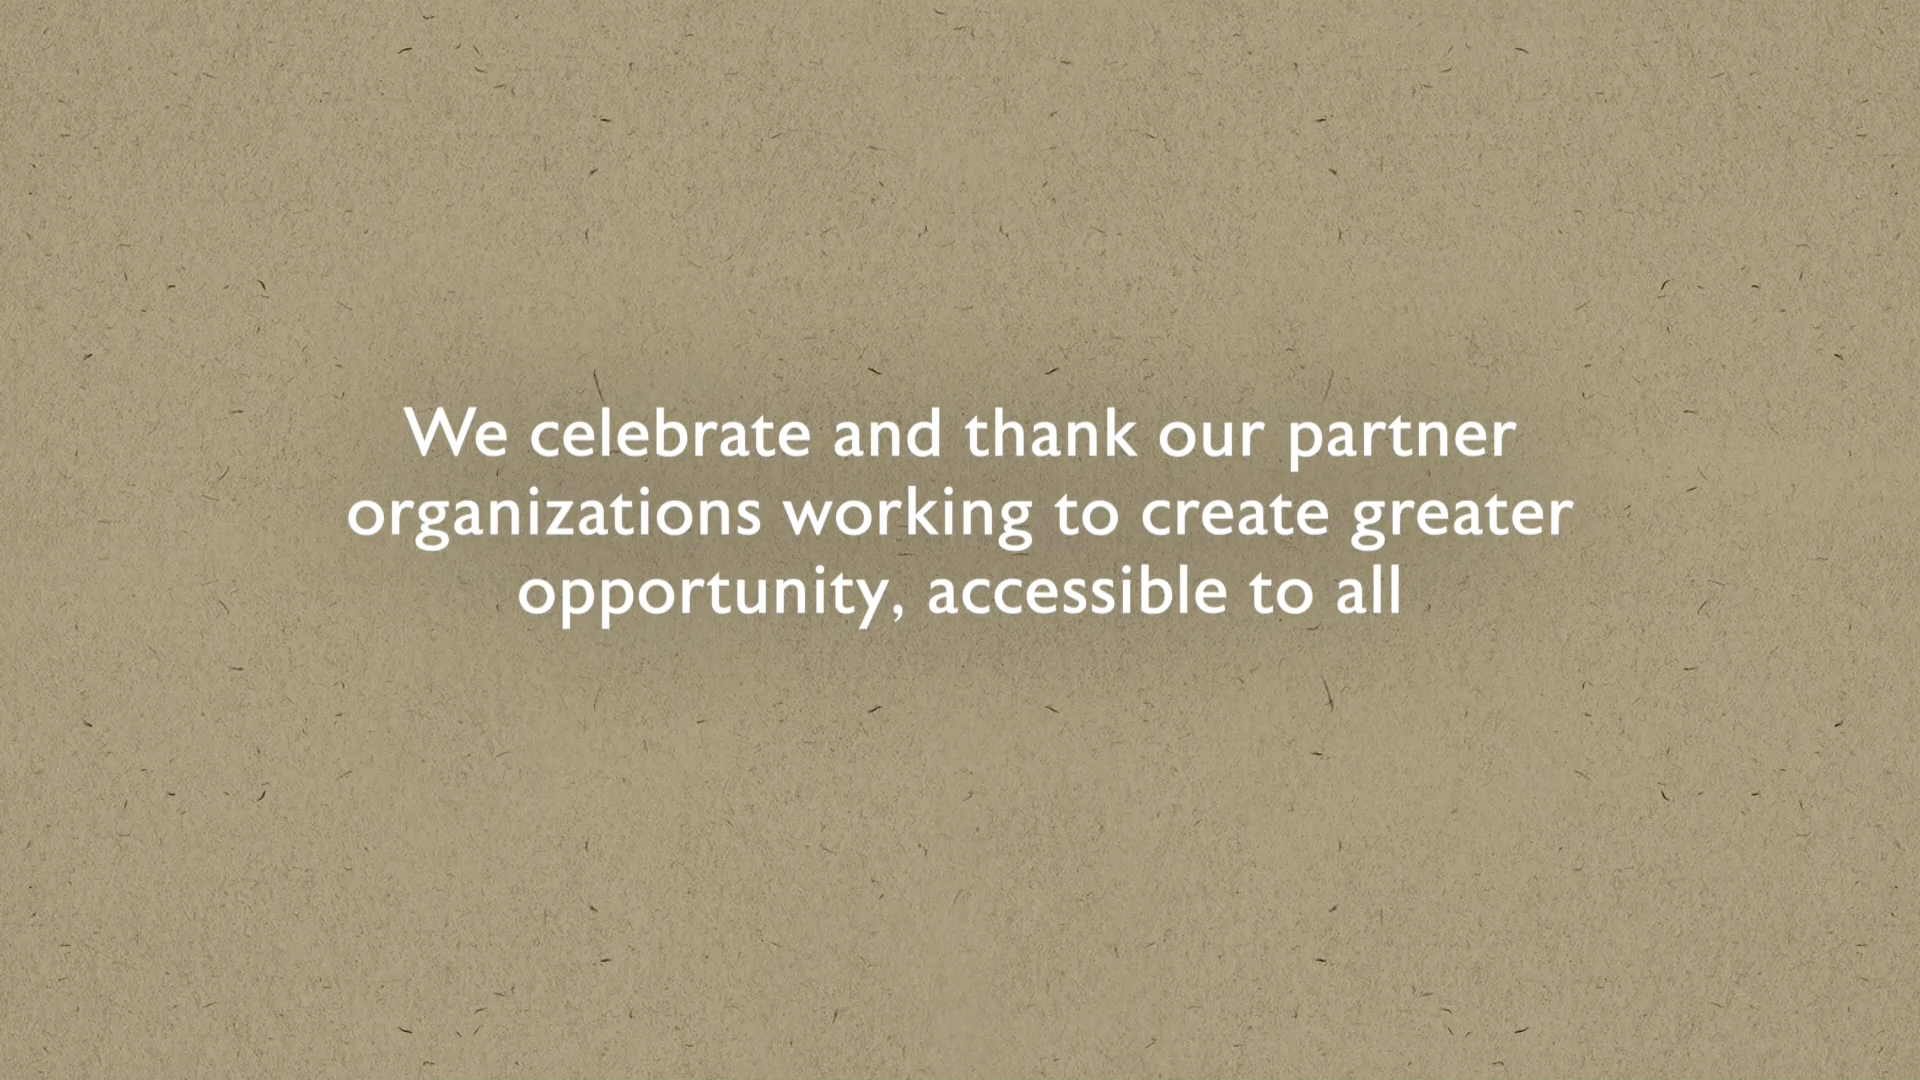 We celebrate and thank our partner
organizations working to create greater
opportunity, accessible to all